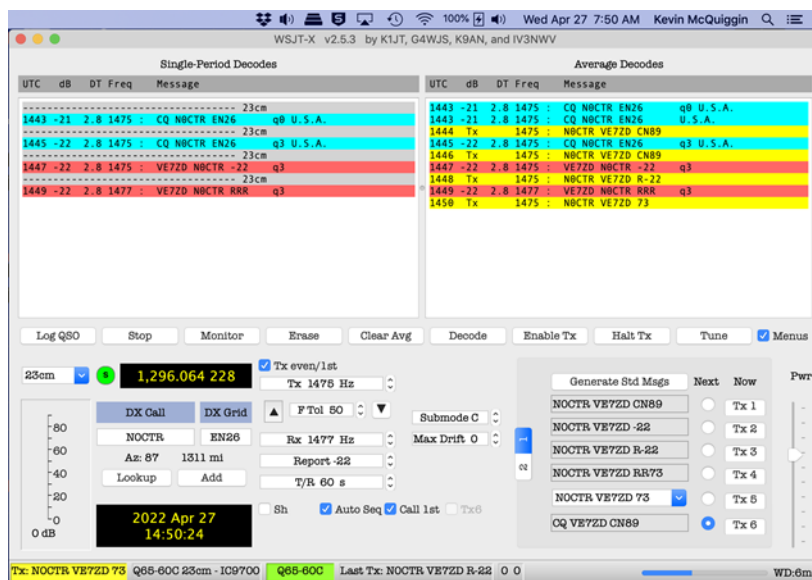 100% Wed Apr 27 7:50 AM Kevin McQuiggin
WSJT-X v2.5.3 by K1JT, G4WJS, K9AN, and IV3NWV
Single-Period Decodes
UTC dB DT Freq Message
---------------------------------- 23cm
1443 -21 2.8 1475 : CQ N0CTR EN26 q0 U.S.A.
---------------------------------- 23cm
1445 -22 2.8 1475 : CQ N0CTR EN26 q3 U.S.A.
---------------------------------- 23cm
1447 -22 2.8 1475 : VE7ZD N0CTR -22 q3
---------------------------------- 23cm
1449 -22 2.8 1477 : VE7ZD N0CTR RRR q3
Average Decodes
UTC dB DT Freq Message
1443 -21 2.8 1475 : CQ N0CTR EN26 q0 U.S.A.
1443 -21 2.8 1475 : CQ N0CTR EN26 U.S.A.
1444 Tx 1475 : N0CTR VE7ZD CN89
1445 -22 2.8 1475 : CQ N0CTR EN26 q3 U.S.A.
1446 Tx 1475 : N0CTR VE7ZD CN89
1447 -22 2.8 1475 : VE7ZD N0CTR -22 q3
1448 Tx 1475 : N0CTR VE7ZD R-22
1449 -22 2.8 1477 : VE7ZD N0CTR RRR q3
1450 Tx 1475 : N0CTR VE7ZD 73
Log QSO Stop Monitor Erase Clear Avg Decode Enable Tx Halt Tx Tune Menus
23cm S 1,296.064 228
Tx even/1st
Tx 1475 Hz
F Tol 50
Rx 1477 Hz
Report -22
T/R 60 s
Sh Auto Seq Call 1st Tx6
Submode C
Max Drift 0
80
60
40
20
0
0 dB
DX Call DX Grid
N0CTR EN26
Az: 87 1311 mi
Lookup Add
2022 Apr 27
14:50:24
1
2
Generate Std Msgs Next Now Pwr
N0CTR VE7ZD CN89 Tx 1
N0CTR VE7ZD -22 Tx 2
N0CTR VE7ZD R-22 Tx 3
N0CTR VE7ZD RR73 Tx 4
N0CTR VE7ZD 73 Tx 5
CQ VE7ZD CN89 Tx 6
Tx: N0CTR VE7ZD 73 Q65-60C 23cm - IC9700 Q65-60C Last Tx: N0CTR VE7ZD R-22 0 0 WD:6m